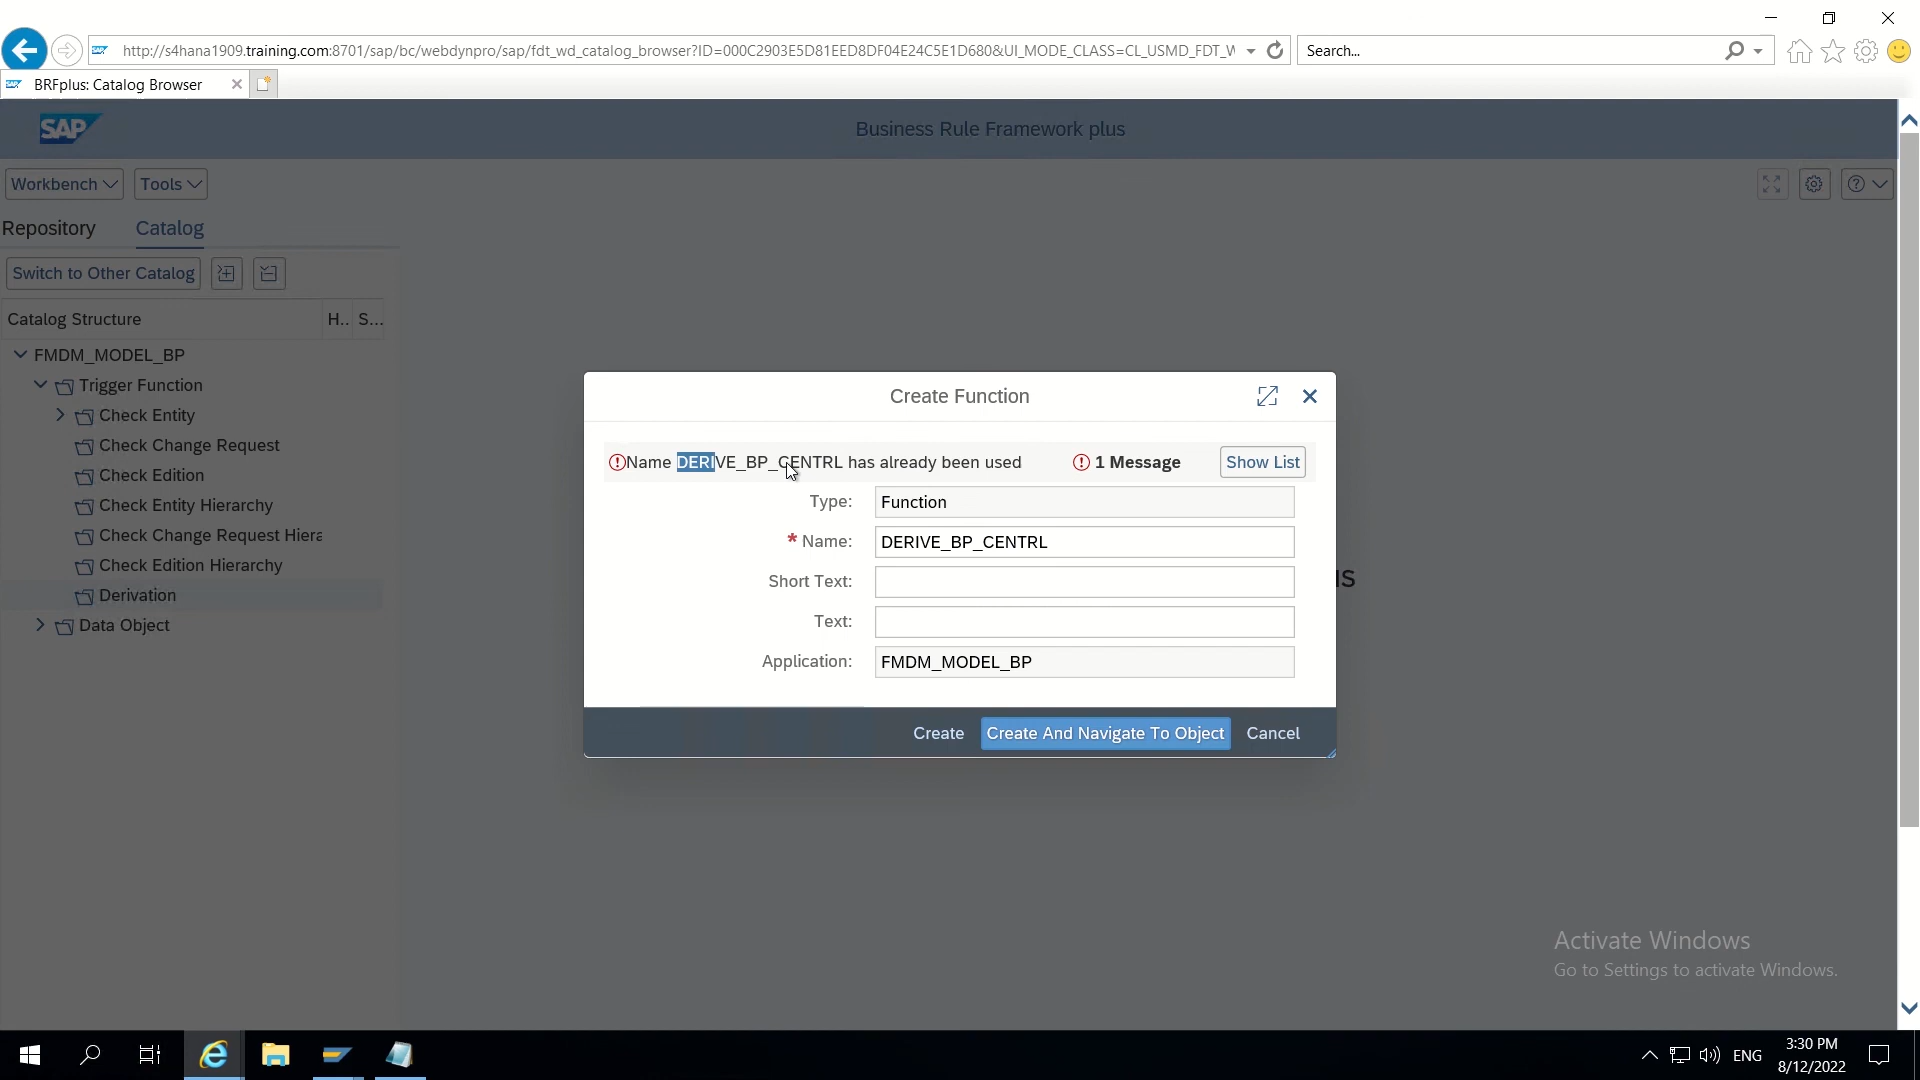 http://s4hana1909.training.com:8701/sap/bc/webdynpro/sap/fdt_wd_catalog_browser?ID=000C2903E5D81EED8DF04E24C5E1D680&UI_MODE_CLASS=CL_USMD_FDT_W
Search...
BRFplus: Catalog Browser
SAP
Business Rule Framework plus
Workbench
Tools
Repository
Catalog
Switch to Other Catalog
Catalog Structure
H..
S...
FMDM_MODEL_BP
Trigger Function
Check Entity
Check Change Request
Check Edition
Check Entity Hierarchy
Check Change Request Hiera
Check Edition Hierarchy
Derivation
Data Object
Create Function
Name DERIVE_BP_CENTRL has already been used
1 Message
Show List
Type: Function
* Name: DERIVE_BP_CENTRL
Short Text:
Text:
Application: FMDM_MODEL_BP
Create
Create And Navigate To Object
Cancel
Activate Windows
Go to Settings to activate Windows.
ENG
3:30 PM
8/12/2022